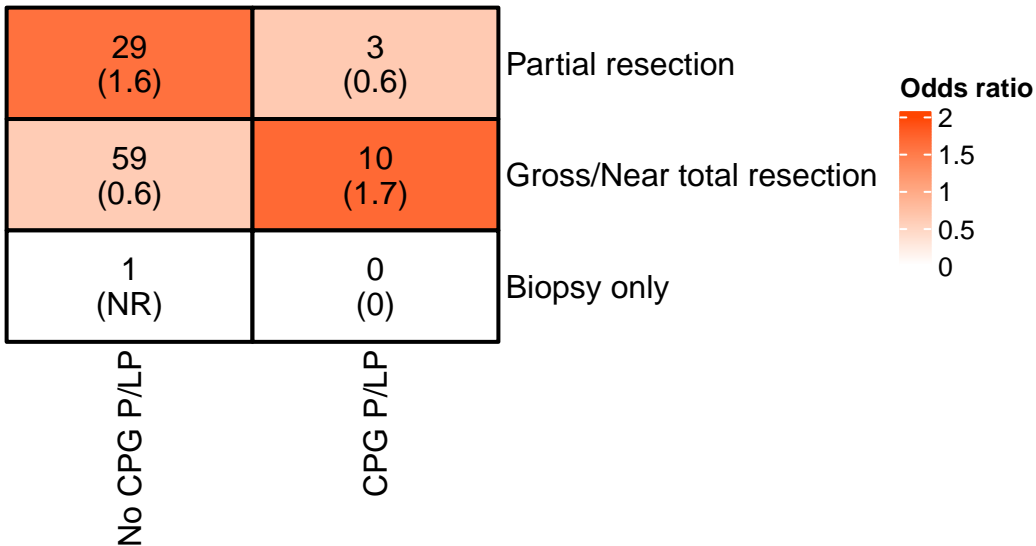 29
(1.6)
3
(0.6)
Partial resection
59
(0.6)
10
(1.7)
Gross/Near total resection
1
(NR)
0
(0)
Biopsy only
No CPG P/LP
CPG P/LP
Odds ratio
2
1.5
1
0.5
0